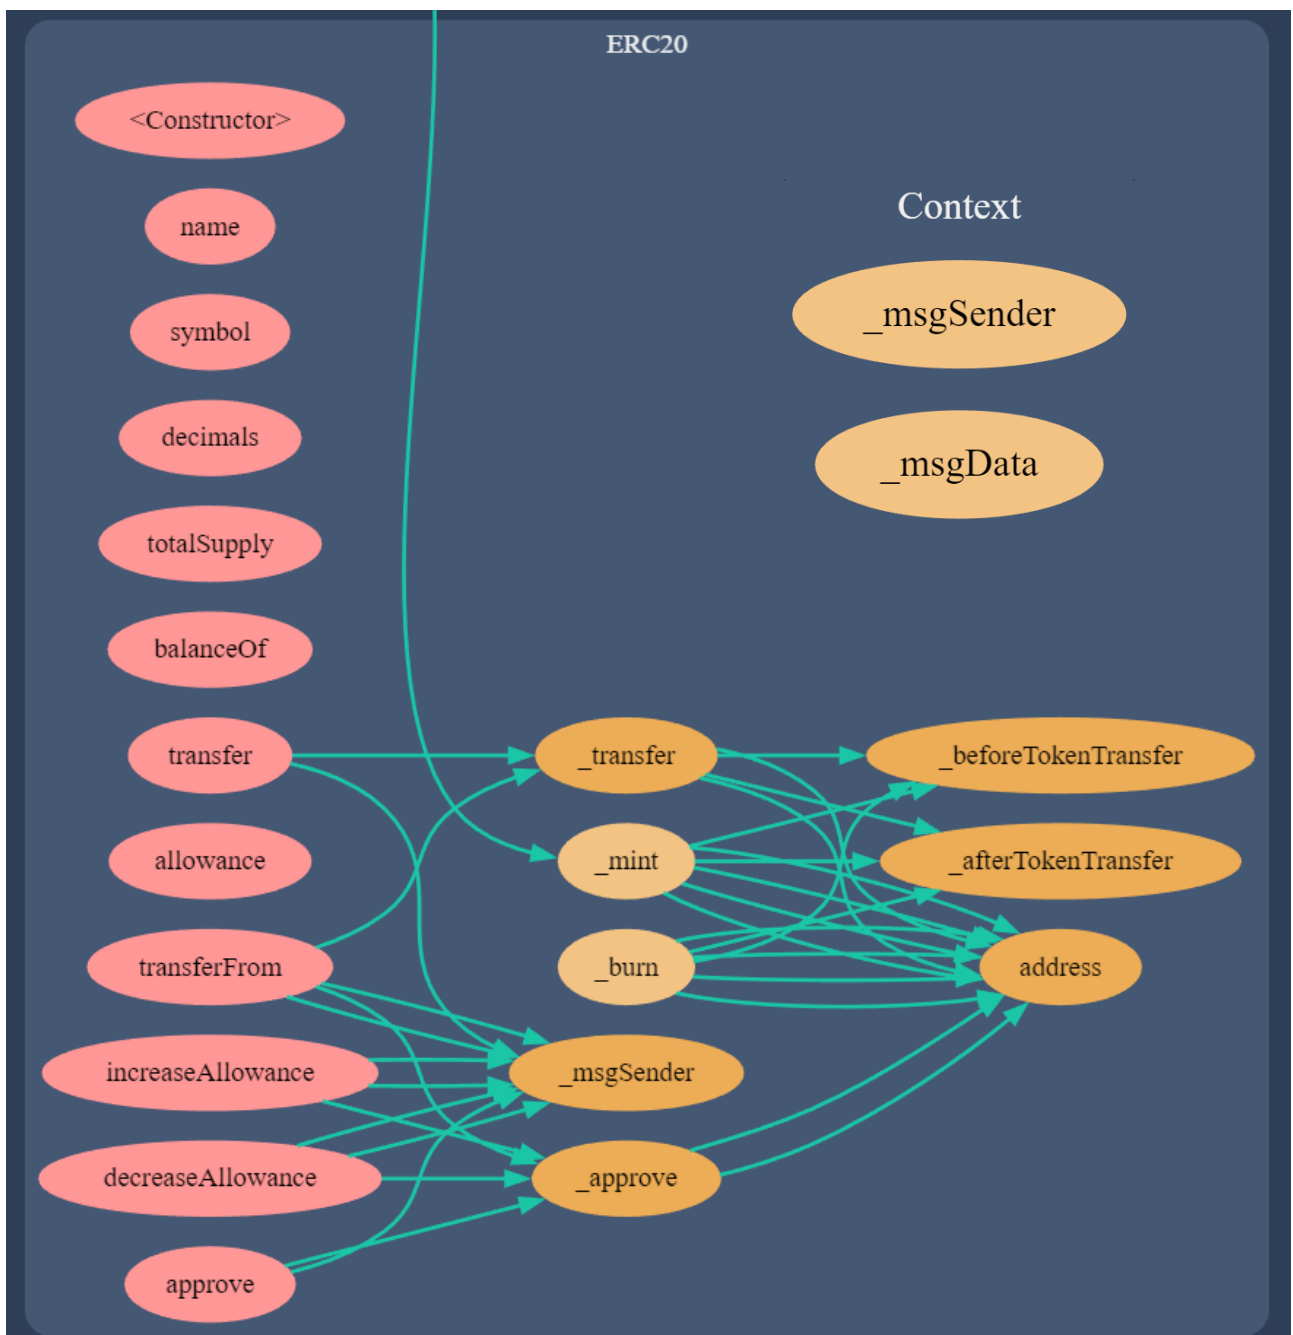 ERC20
<Constructor>
name
symbol
decimals
totalSupply
balanceOf
transfer
allowance
transferFrom
increaseAllowance
decreaseAllowance
approve
_transfer
_mint
_burn
_msgSender
_approve
Context
_msgSender
_msgData
_beforeTokenTransfer
_afterTokenTransfer
address